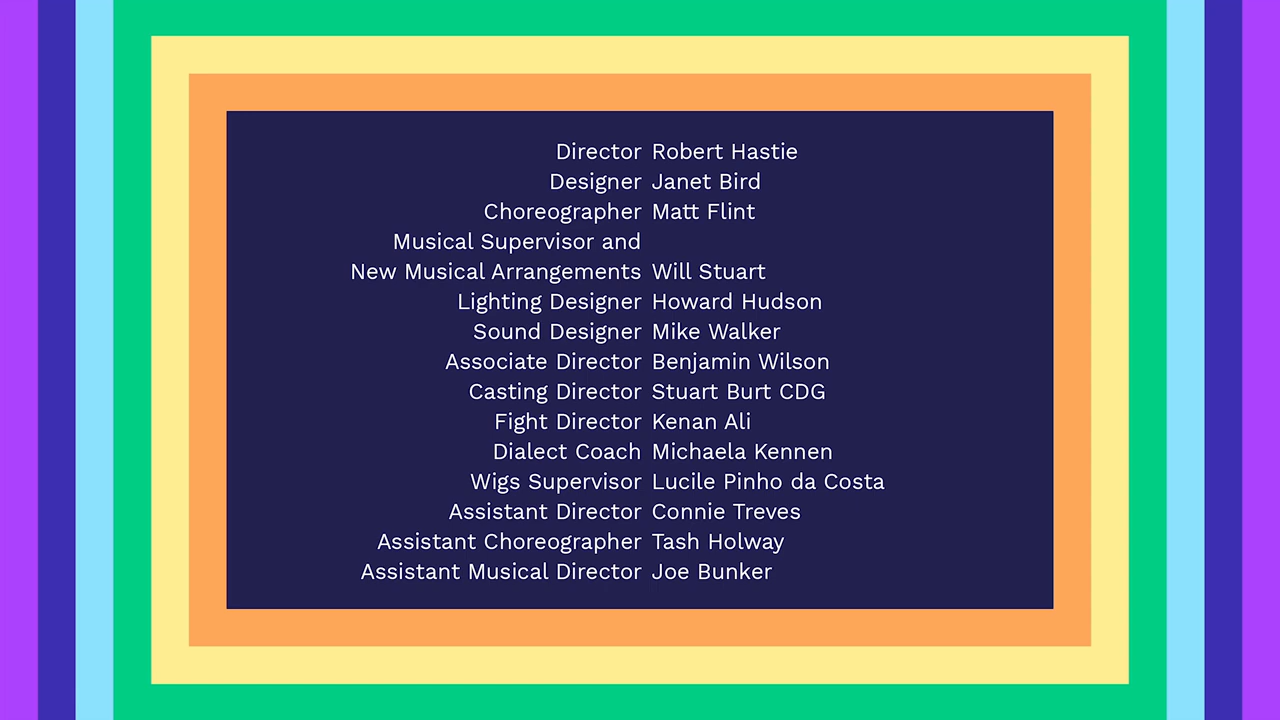 Director Robert Hastie
Designer Janet Bird
Choreographer Matt Flint
Musical Supervisor and
New Musical Arrangements Will Stuart
Lighting Designer Howard Hudson
Sound Designer Mike Walker
Associate Director Benjamin Wilson
Casting Director Stuart Burt CDG
Fight Director Kenan Ali
Dialect Coach Michaela Kennen
Wigs Supervisor Lucile Pinho da Costa
Assistant Director Connie Treves
Assistant Choreographer Tash Holway
Assistant Musical Director Joe Bunker